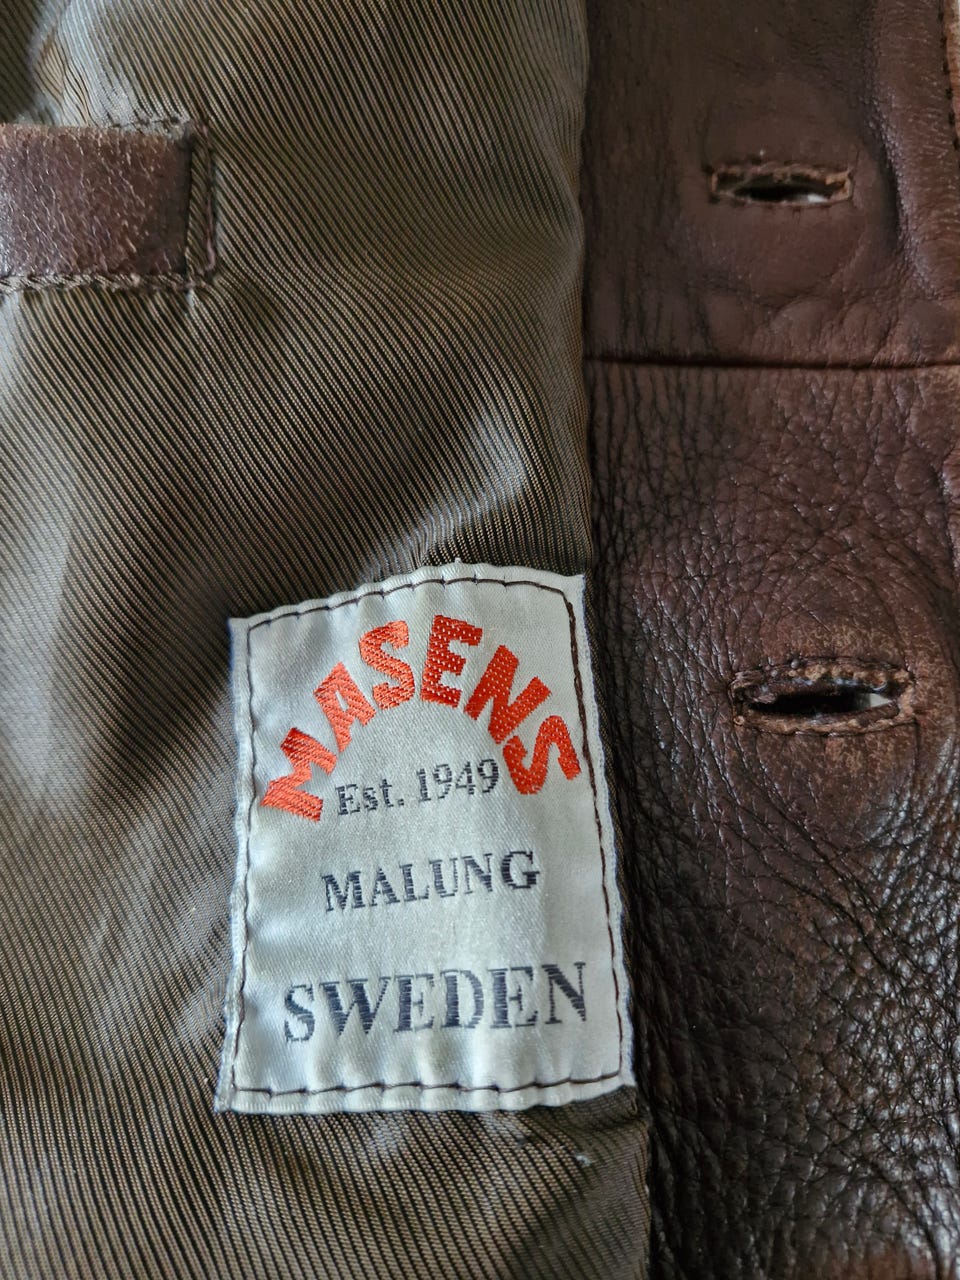 MASENS
Est. 1949
MALUNG
SWEDEN